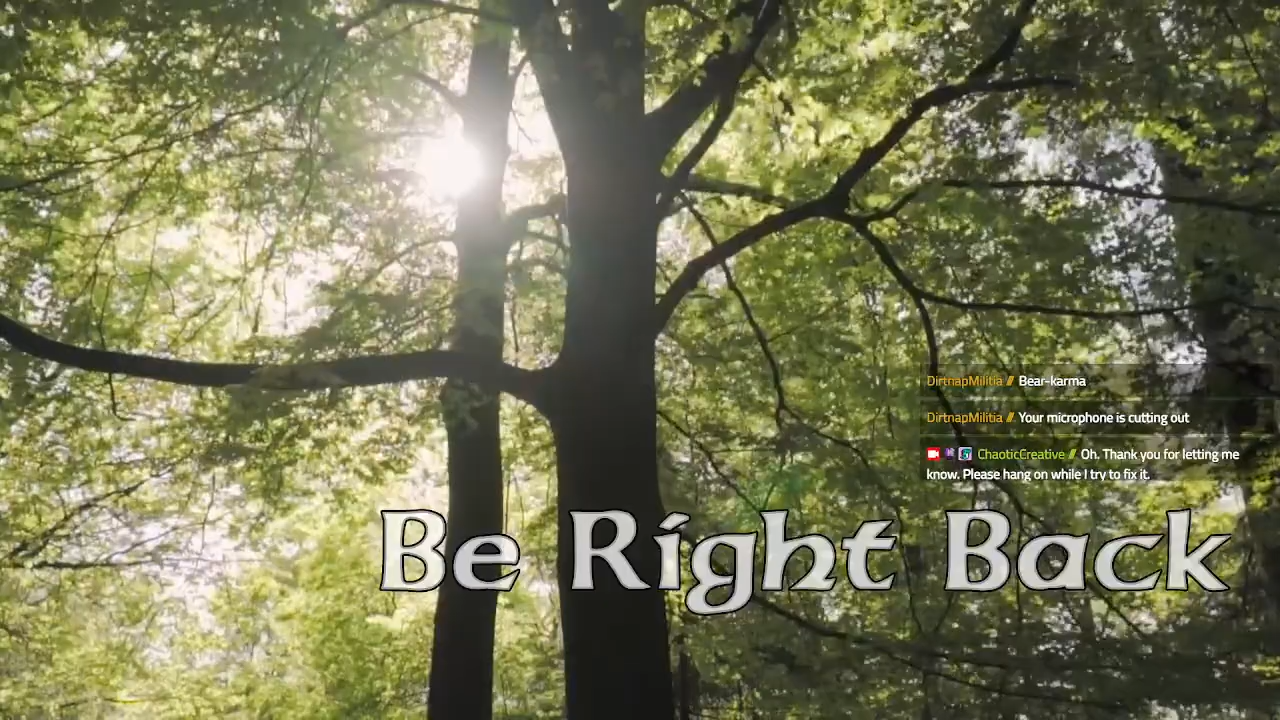 DirtnapMilitia // Bear-karma
DirtnapMilitia // Your microphone is cutting out
ChaoticCreative // Oh. Thank you for letting me
know. Please hang on while I try to fix it.
Be Right Back